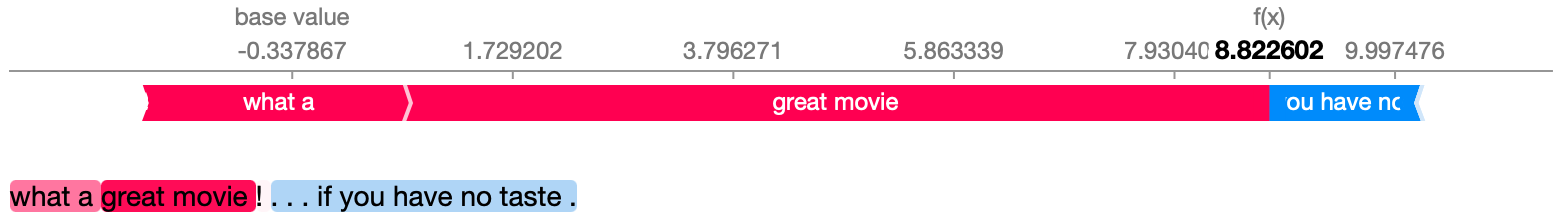 base value f(x)
-0.337867 1.729202 3.796271 5.863339 7.93040 8.822602 9.997476
what a great movie ou have no
what a great movie ! . . . if you have no taste .